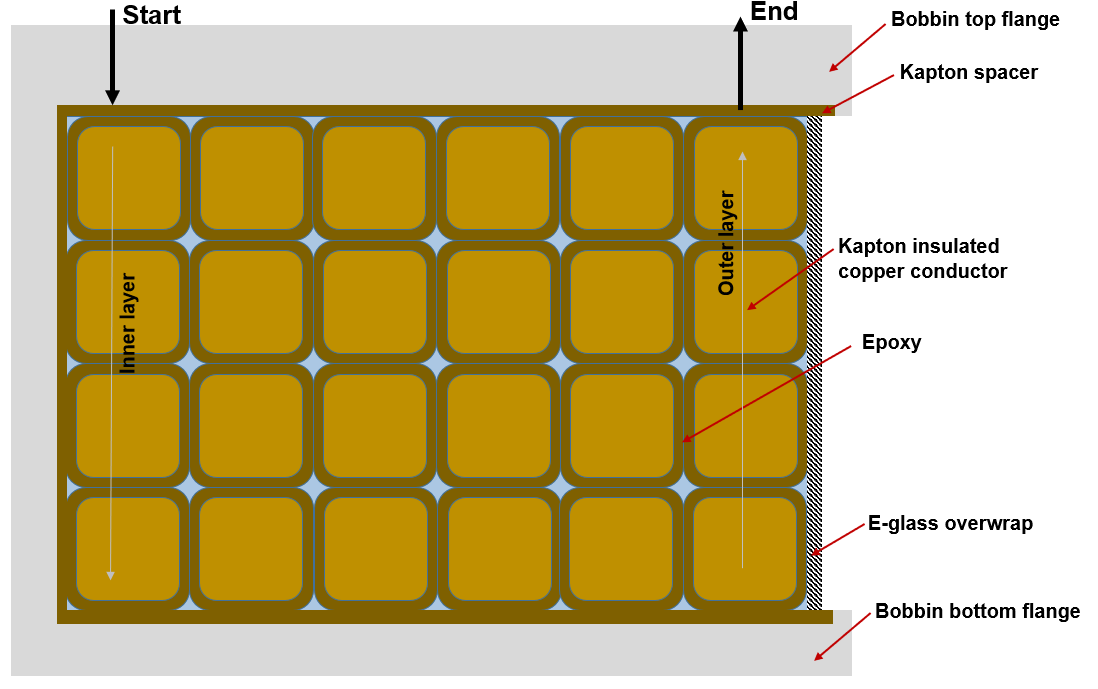 Start
End
Bobbin top flange
Kapton spacer
Inner layer
Outer layer
Kapton insulated
copper conductor
Epoxy
E-glass overwrap
Bobbin bottom flange